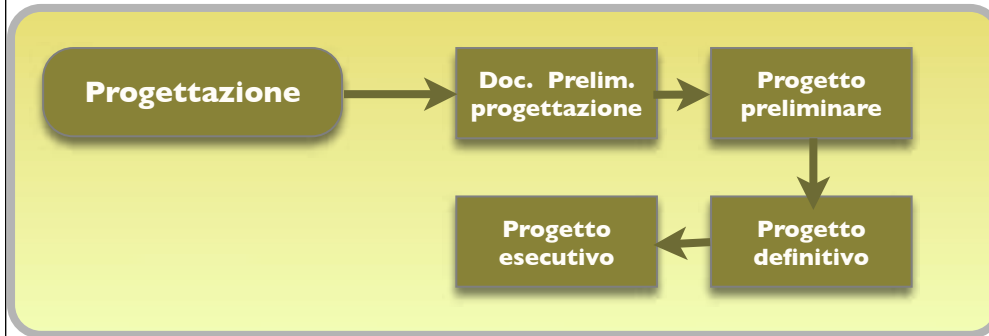 Progettazione
Doc. Prelim.
progettazione
Progetto
preliminare
Progetto
definitivo
Progetto
esecutivo